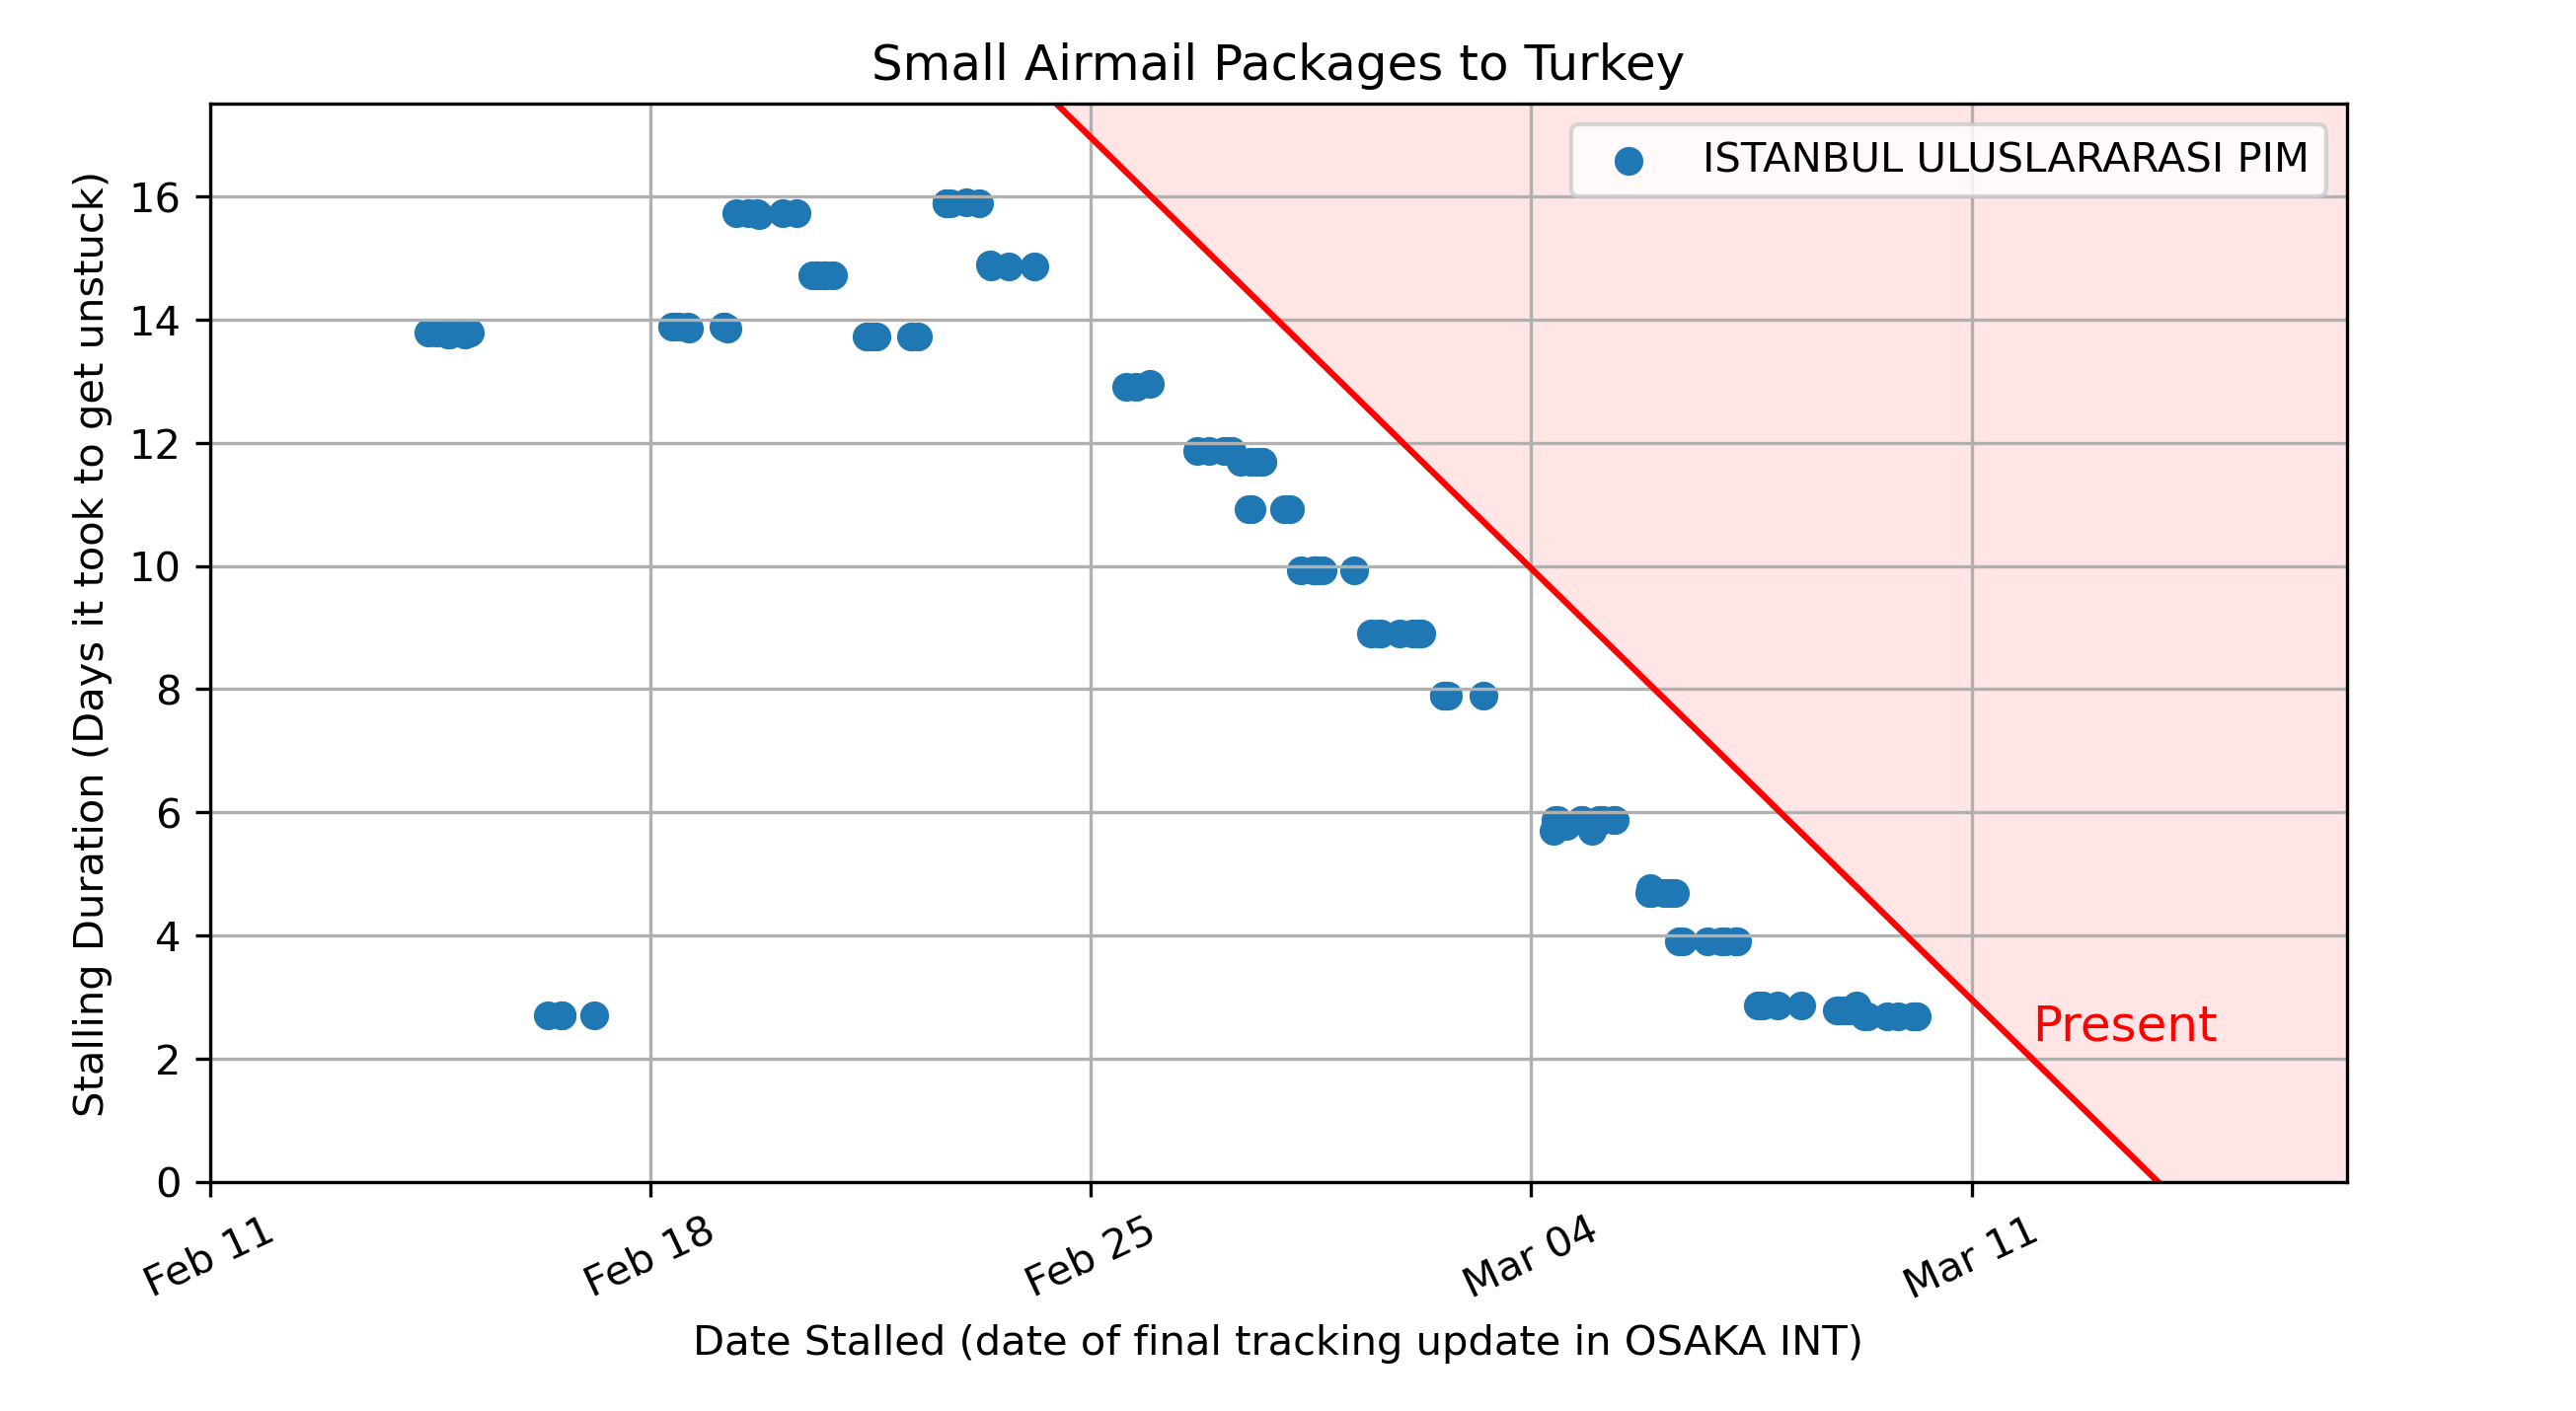 Small Airmail Packages to Turkey
ISTANBUL ULUSLARARASI PIM
Stalling Duration (Days it took to get unstuck)
16
14
12
10
8
6
4
2
0
Present
Feb 11
Feb 18
Feb 25
Mar 04
Mar 11
Date Stalled (date of final tracking update in OSAKA INT)